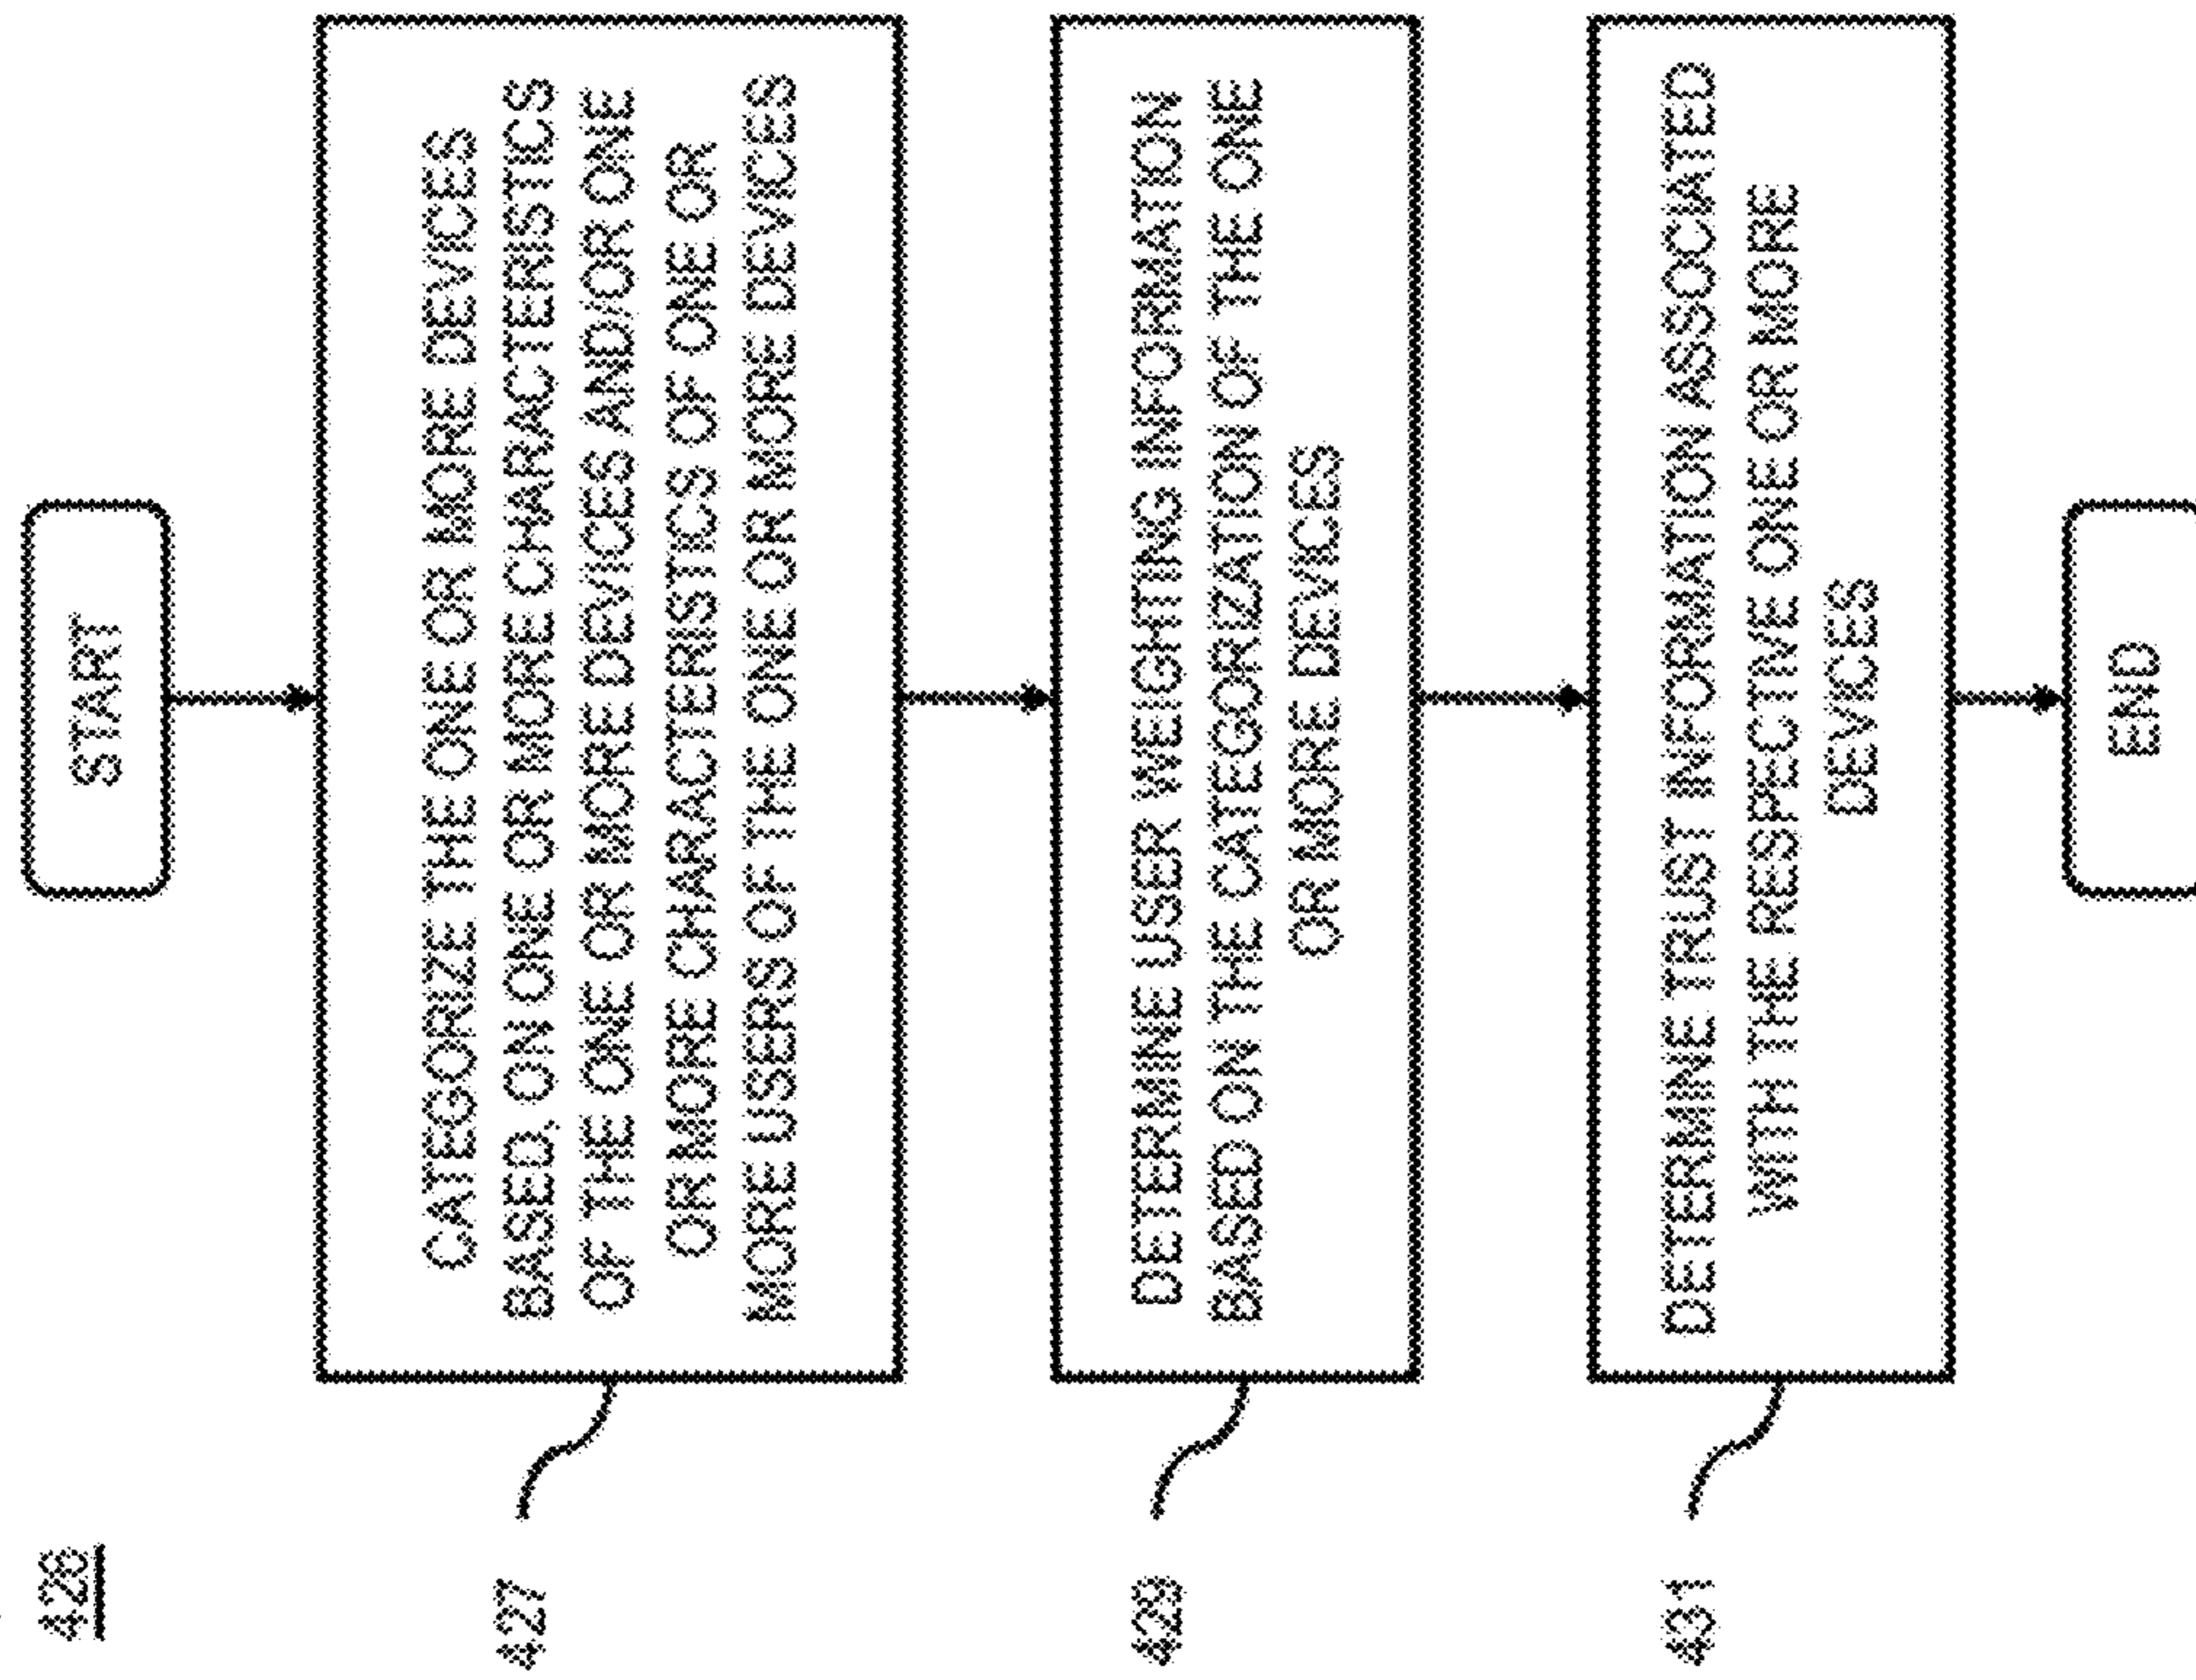 428
START
427
CATEGORIZE THE ONE OR MORE DEVICES
BASED, ON ONE OR MORE CHARACTERISTICS
OF THE ONE OR MORE DEVICES AND/OR ONE
OR MORE CHARACTERISTICS OF ONE OR
MORE USERS OF THE ONE OR MORE DEVICES
429
DETERMINE USER WEIGHTING INFORMATION
BASED ON THE CATEGORIZATION OF THE ONE
OR MORE DEVICES
431
DETERMINE TRUST INFORMATION ASSOCIATED
WITH THE RESPECTIVE ONE OR MORE
DEVICES
END